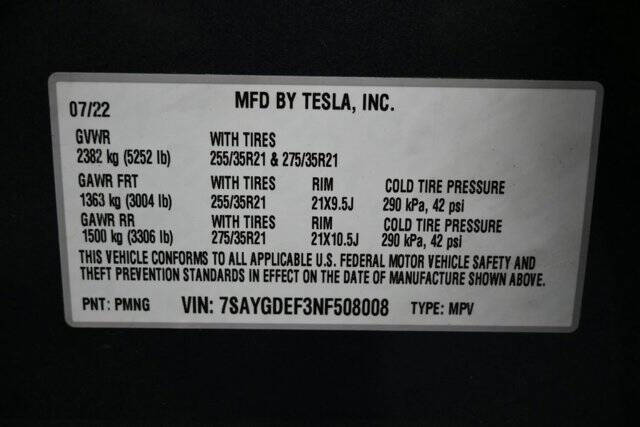 07/22 MFD BY TESLA, INC.
GVWR WITH TIRES
2382 kg (5252 lb) 255/35R21 & 275/35R21
GAWR FRT WITH TIRES RIM COLD TIRE PRESSURE
1363 kg (3004 lb) 255/35R21 21X9.5J 290 kPa, 42 psi
GAWR RR WITH TIRES RIM COLD TIRE PRESSURE
1500 kg (3306 lb) 275/35R21 21X10.5J 290 kPa, 42 psi
THIS VEHICLE CONFORMS TO ALL APPLICABLE U.S. FEDERAL MOTOR VEHICLE SAFETY AND
THEFT PREVENTION STANDARDS IN EFFECT ON THE DATE OF MANUFACTURE SHOWN ABOVE.
PNT: PMNG VIN: 7SAYGDEF3NF508008 TYPE: MPV